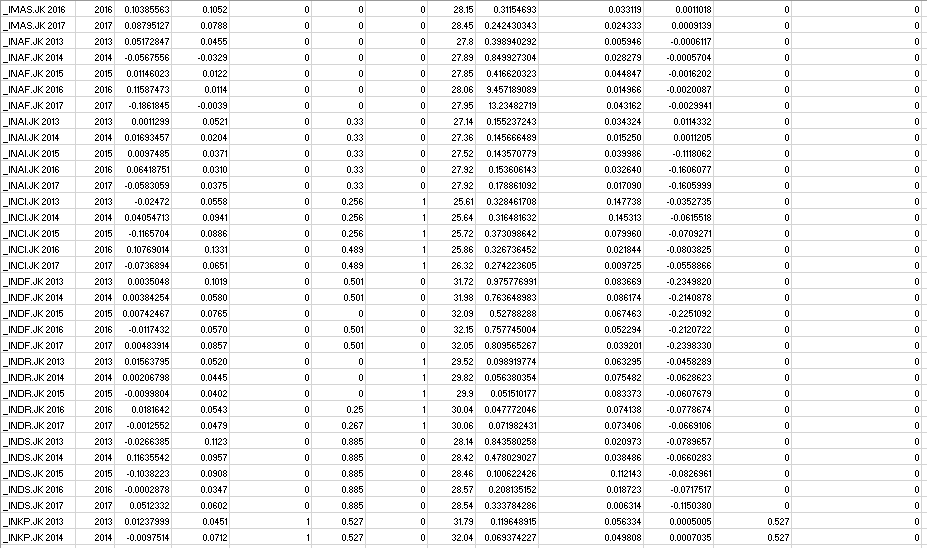 _IMAS.JK 2016 2016 0.10385563 0.1052 0 0 0 28.15 0.31154693 0.033119 0.0011018 0 0
_IMAS.JK 2017 2017 0.08795127 0.0788 0 0 0 28.45 0.242430343 0.024333 0.0009139 0 0
_INAF.JK 2013 2013 0.05172847 0.0455 0 0 0 27.8 0.398940292 0.005946 -0.0006117 0 0
_INAF.JK 2014 2014 -0.0567556 -0.0329 0 0 0 27.89 0.849927304 0.028279 -0.0005704 0 0
_INAF.JK 2015 2015 0.01146023 0.0122 0 0 0 27.85 0.416620323 0.044847 -0.0016202 0 0
_INAF.JK 2016 2016 0.11587473 0.0114 0 0 0 28.06 9.457189089 0.014966 -0.0020087 0 0
_INAF.JK 2017 2017 -0.1861845 -0.0039 0 0 0 27.95 13.23482719 0.043162 -0.0029941 0 0
_INAI.JK 2013 2013 0.0011299 0.0521 0 0.33 0 27.14 0.155237243 0.034324 0.0114332 0 0
_INAI.JK 2014 2014 0.01693457 0.0204 0 0.33 0 27.36 0.145666489 0.015250 0.0011205 0 0
_INAI.JK 2015 2015 0.0097485 0.0371 0 0.33 0 27.52 0.143570779 0.039986 -0.1118062 0 0
_INAI.JK 2016 2016 0.06418751 0.0310 0 0.33 0 27.92 0.153606143 0.032640 -0.1606077 0 0
_INAI.JK 2017 2017 -0.0583059 0.0375 0 0.33 0 27.92 0.178861092 0.017090 -0.1605999 0 0
_INCI.JK 2013 2013 -0.02472 0.0558 0 0.256 1 25.61 0.328461708 0.147738 -0.0352735 0 0
_INCI.JK 2014 2014 0.04054713 0.0941 0 0.256 1 25.64 0.316481632 0.145313 -0.0615518 0 0
_INCI.JK 2015 2015 -0.1165704 0.0886 0 0.256 1 25.72 0.373098642 0.079960 -0.0709271 0 0
_INCI.JK 2016 2016 0.10769014 0.1331 0 0.489 1 25.86 0.326736452 0.021844 -0.0803825 0 0
_INCI.JK 2017 2017 -0.0736894 0.0651 0 0.489 1 26.32 0.274223605 0.009725 -0.0558866 0 0
_INDF.JK 2013 2013 0.0035048 0.1019 0 0.501 0 31.72 0.975776991 0.083669 -0.2349820 0 0
_INDF.JK 2014 2014 0.00384254 0.0580 0 0.501 0 31.98 0.763648983 0.086174 -0.2140878 0 0
_INDF.JK 2015 2015 0.00742467 0.0765 0 0 0 32.09 0.52788288 0.067463 -0.2251092 0 0
_INDF.JK 2016 2016 -0.0117432 0.0570 0 0.501 0 32.15 0.757745004 0.052294 -0.2120722 0 0
_INDF.JK 2017 2017 0.00483914 0.0857 0 0.501 0 32.05 0.809565267 0.039201 -0.2398330 0 0
_INDR.JK 2013 2013 0.01563795 0.0520 0 0 1 29.52 0.098919774 0.063295 -0.0458289 0 0
_INDR.JK 2014 2014 0.00206798 0.0445 0 0 1 29.82 0.056380354 0.075482 -0.0628623 0 0
_INDR.JK 2015 2015 -0.0099804 0.0402 0 0 1 29.9 0.051510177 0.083373 -0.0607679 0 0
_INDR.JK 2016 2016 0.0181642 0.0543 0 0.25 1 30.04 0.047772046 0.074138 -0.0778674 0 0
_INDR.JK 2017 2017 -0.0012552 0.0479 0 0.267 1 30.06 0.071982431 0.073406 -0.0669106 0 0
_INDS.JK 2013 2013 -0.0266385 0.1123 0 0.885 0 28.14 0.843580258 0.020973 -0.0789657 0 0
_INDS.JK 2014 2014 0.11635542 0.0957 0 0.885 0 28.42 0.478029027 0.038486 -0.0660283 0 0
_INDS.JK 2015 2015 -0.1038223 0.0908 0 0.885 0 28.46 0.100622426 0.112143 -0.0826961 0 0
_INDS.JK 2016 2016 -0.0002878 0.0347 0 0.885 0 28.57 0.208135152 0.018723 -0.0717517 0 0
_INDS.JK 2017 2017 0.0512332 0.0602 0 0.885 0 28.54 0.333784286 0.006314 -0.1150380 0 0
_INKP.JK 2013 2013 0.01237999 0.0451 1 0.527 0 31.79 0.119648915 0.056334 0.0005005 0.527 0
_INKP.JK 2014 2014 -0.0097514 0.0712 1 0.527 0 32.04 0.069374227 0.049808 0.0007035 0.527 0